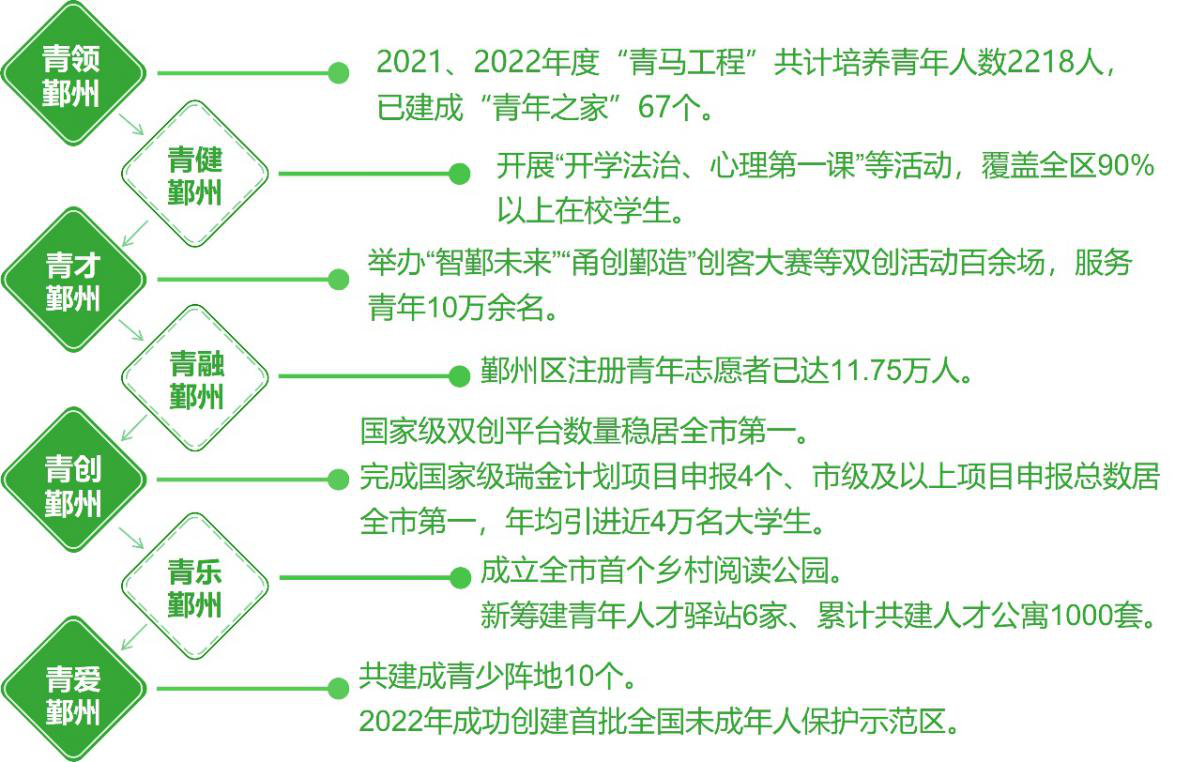 青领
鄞州
2021、2022年度“青马工程”共计培养青年人数2218人，
已建成“青年之家”67个。
青健
鄞州
开展“开学法治、心理第一课”等活动，覆盖全区90%
以上在校学生。
青才
鄞州
举办“智鄞未来”“甬创鄞造”创客大赛等双创活动百余场，服务
青年10万余名。
青融
鄞州
鄞州区注册青年志愿者已达11.75万人。
青创
鄞州
国家级双创平台数量稳居全市第一。
完成国家级瑞金计划项目申报4个、市级及以上项目申报总数居
全市第一，年均引进近4万名大学生。
青乐
鄞州
成立全市首个乡村阅读公园。
新筹建青年人才驿站6家、累计共建人才公寓1000套。
青爱
鄞州
共建成青少阵地10个。
2022年成功创建首批全国未成年人保护示范区。